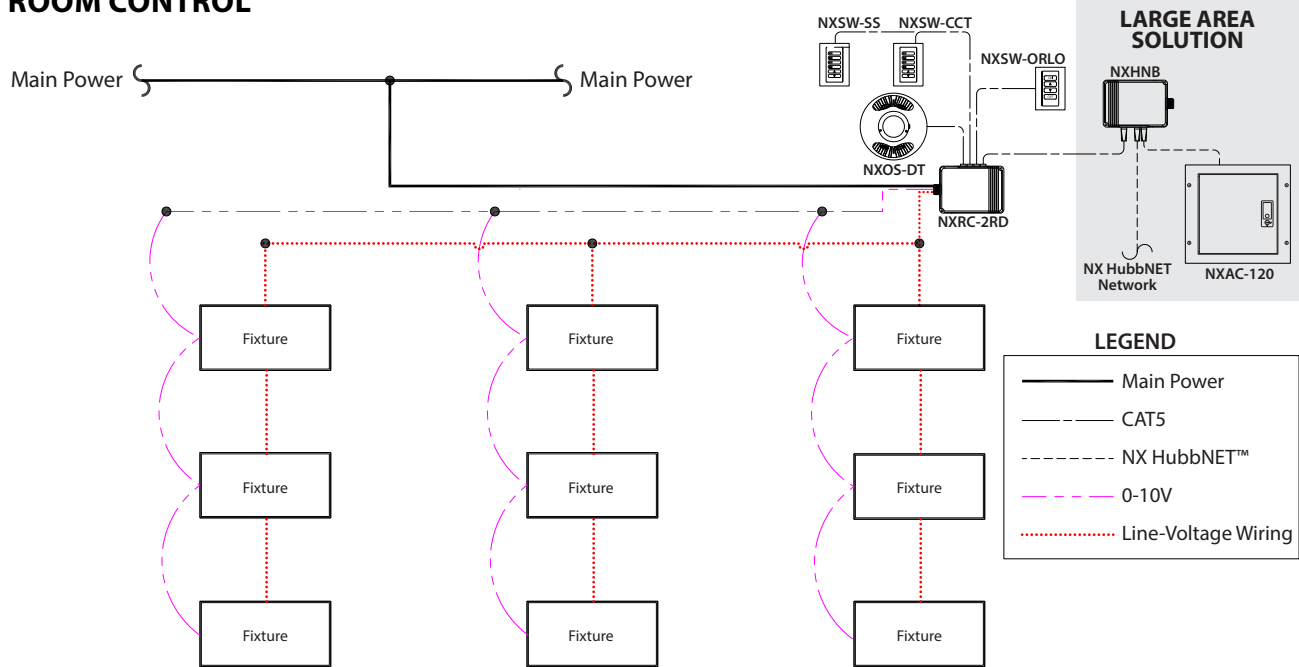 ROOM CONTROL
NXSW-SS
NXSW-CCT
LARGE AREA
SOLUTION
NXSW-ORLO
NXHNB
Main Power
Main Power
NXOS-DT
NXRC-2RD
NX HubbNET
Network
NXAC-120
Fixture
Fixture
Fixture
Fixture
Fixture
Fixture
Fixture
Fixture
Fixture
LEGEND
Main Power
CAT5
NX HubbNET™
0-10V
Line-Voltage Wiring